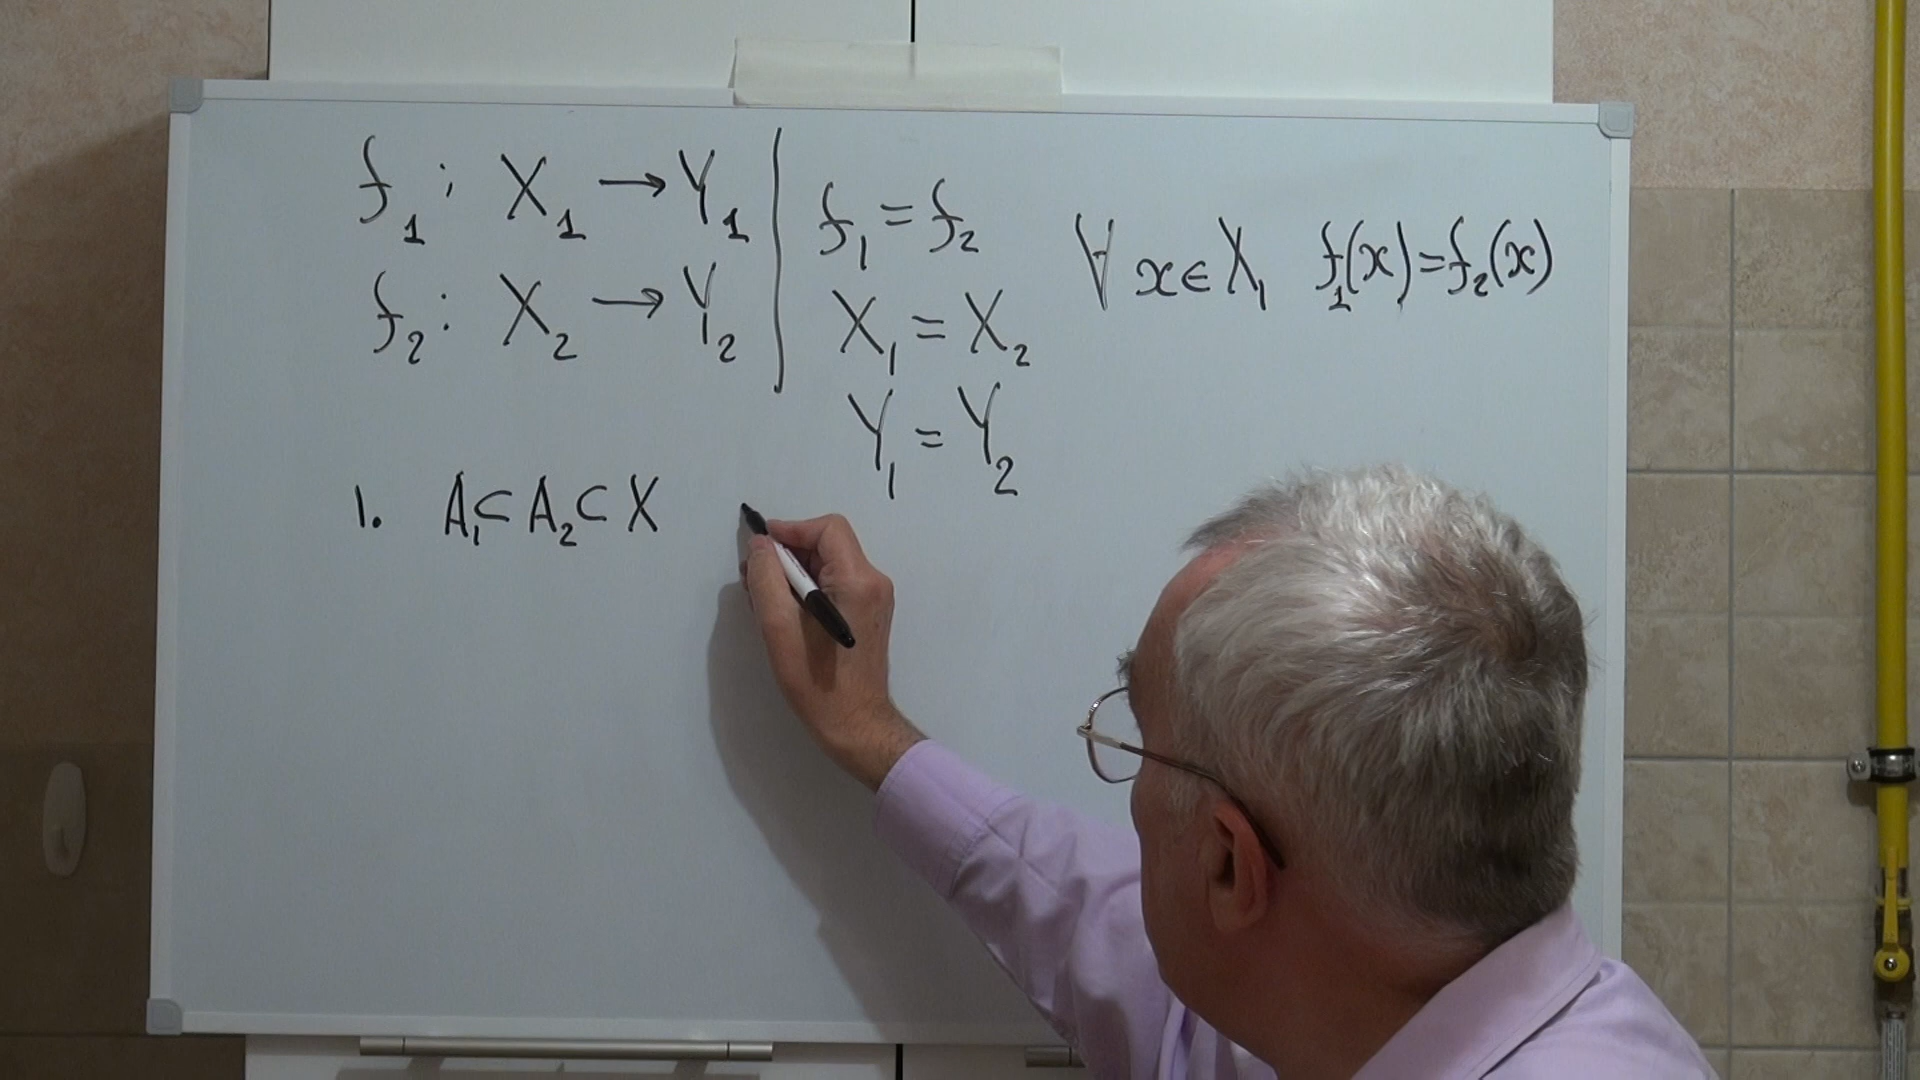 f₁ : X₁ → Y₁
f₂ : X₂ → Y₂
f₁ = f₂
X₁ = X₂
Y₁ = Y₂
∀ x ∈ X₁ f₁(x) = f₂(x)
1. A₁ ⊂ A₂ ⊂ X